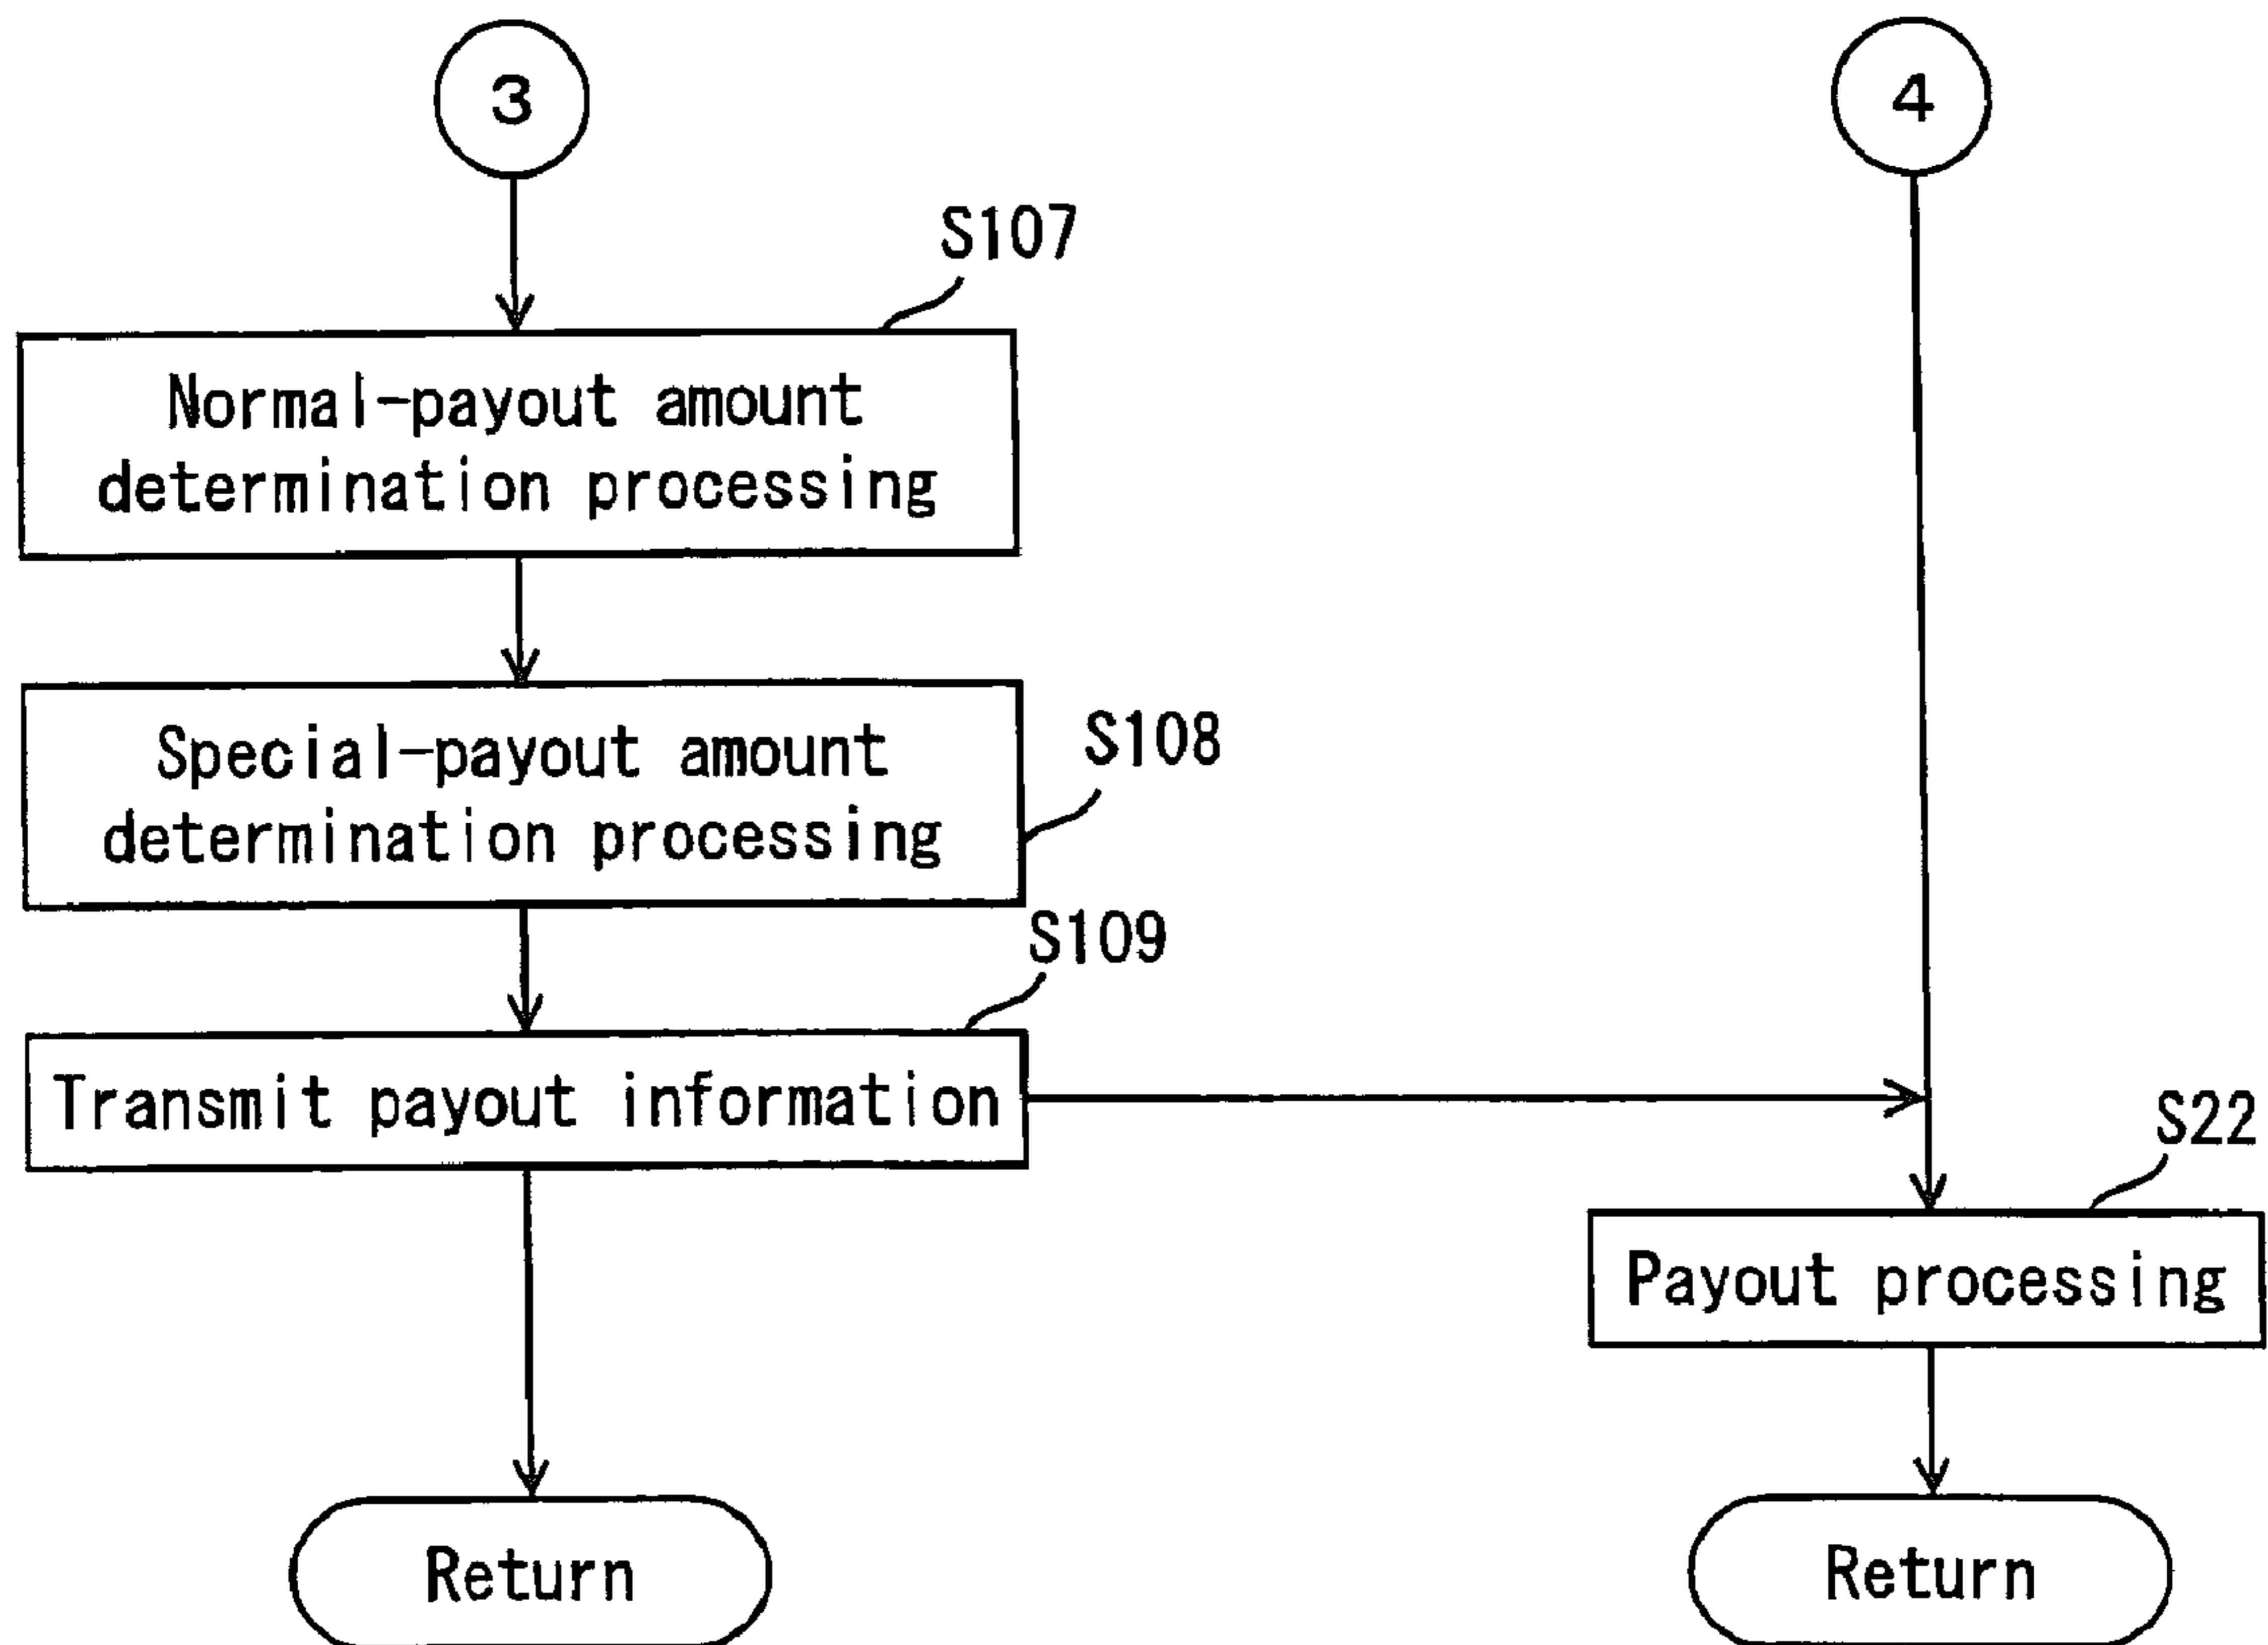 3
4
S107
Normal-payout amount
determination processing
Special-payout amount
determination processing
S108
S109
Transmit payout information
S22
Payout processing
Return
Return